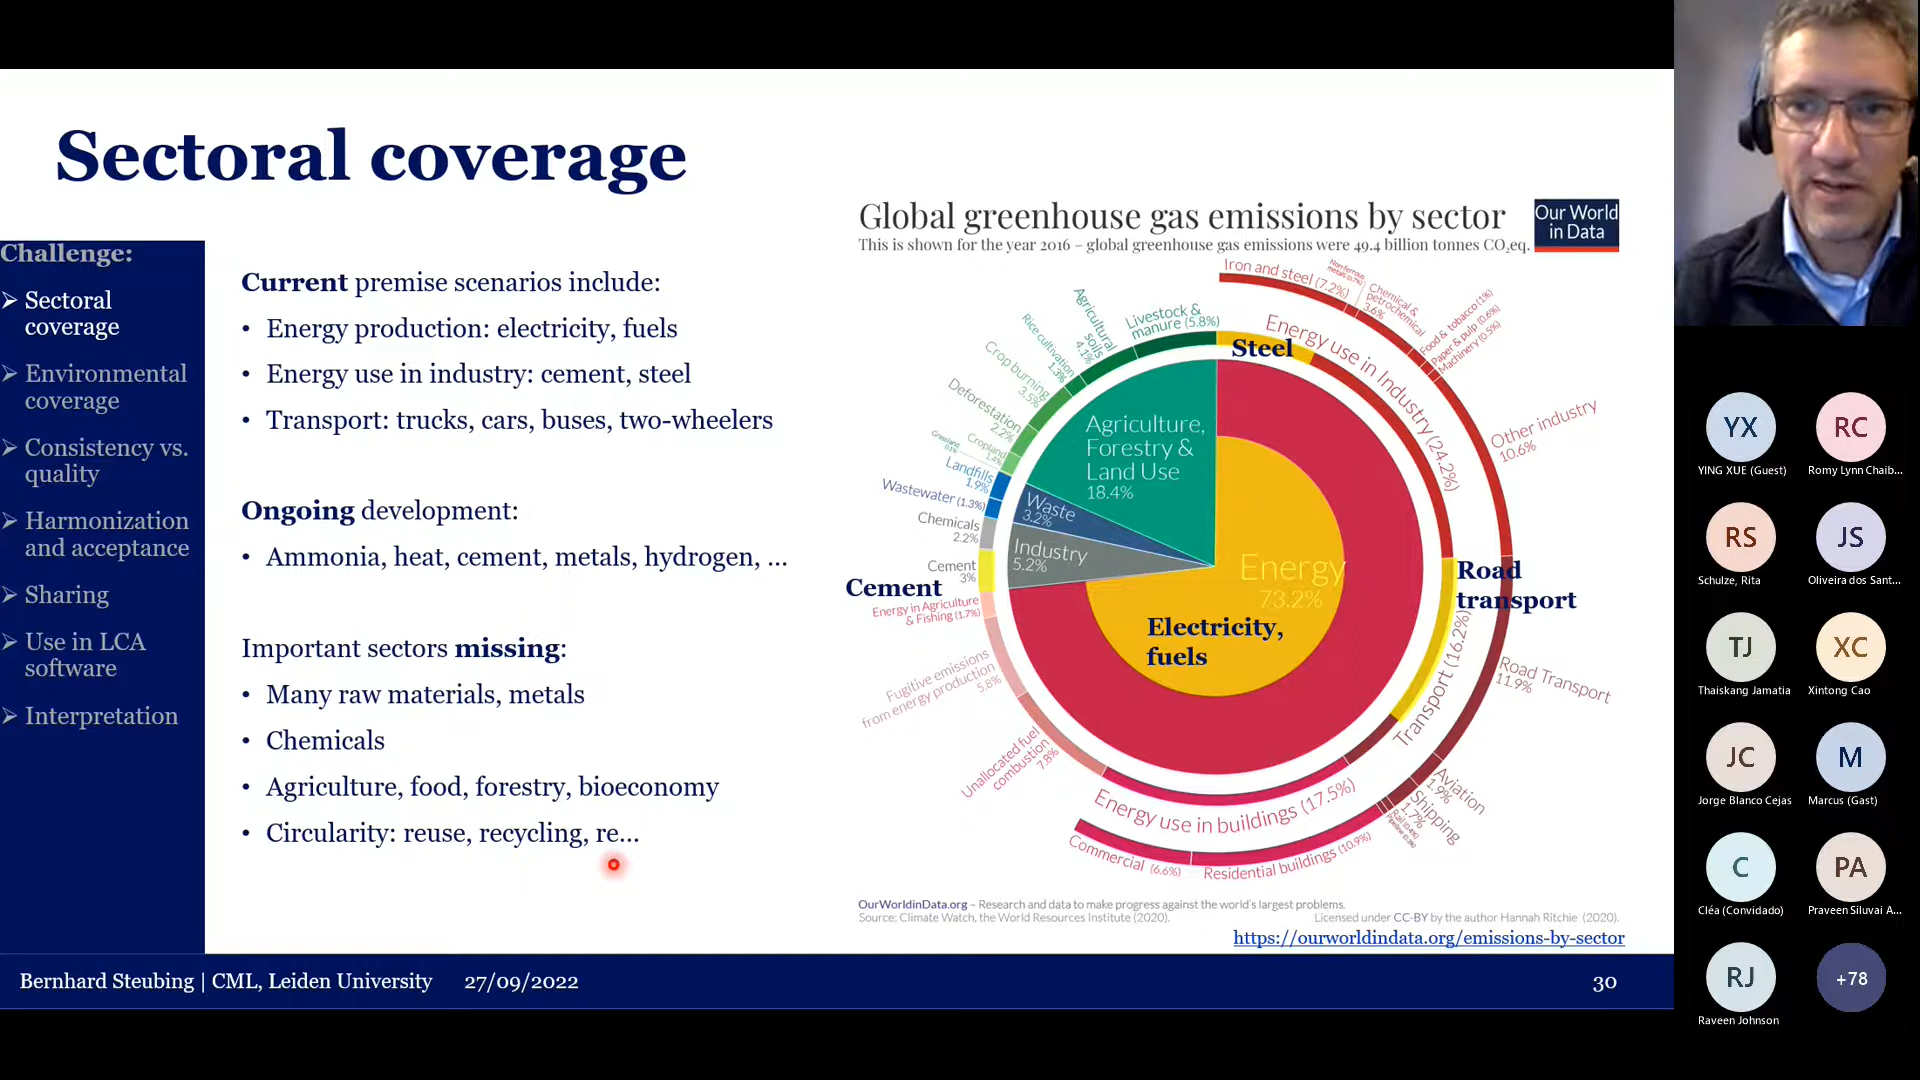 Sectoral coverage
Challenge:
Sectoral
coverage
Environmental
coverage
Consistency vs.
quality
Harmonization
and acceptance
Sharing
Use in LCA
software
Interpretation
Current premise scenarios include:
• Energy production: electricity, fuels
• Energy use in industry: cement, steel
• Transport: trucks, cars, buses, two-wheelers
Ongoing development:
• Ammonia, heat, cement, metals, hydrogen, ...
Important sectors missing:
• Many raw materials, metals
• Chemicals
• Agriculture, food, forestry, bioeconomy
• Circularity: reuse, recycling, re...
Global greenhouse gas emissions by sector
This is shown for the year 2016 – global greenhouse gas emissions were 49.4 billion tonnes CO₂eq.
Our World
in Data
Iron and steel (7.2%)
Chemical &
petrochemical
3.6%
Food & tobacco (1%)
Paper & pulp (0.6%)
Machinery (0.5%)
Other industry
10.6%
Energy use in Industry (24.2%)
Steel
Livestock &
manure (5.8%)
Agricultural
soils
4.1%
Rice cultivation
1.3%
Crop burning
3.5%
Deforestation
2.2%
Cropland
1.4%
Landfills
1.9%
Wastewater (1.3%)
Chemicals
2.2%
Cement
3%
Cement
Energy in Agriculture
& Fishing (1.7%)
Fugitive emissions
from energy production
5.8%
Unallocated fuel
combustion
7.8%
Agriculture,
Forestry &
Land Use
18.4%
Waste
3.2%
Industry
5.2%
Energy
73.2%
Electricity,
fuels
Road
transport
Transport (16.2%)
Road Transport
11.9%
Aviation
1.9%
Shipping
1.7%
Energy use in buildings (17.5%)
Commercial (6.6%)
Residential buildings (10.9%)
OurWorldinData.org – Research and data to make progress against the world's largest problems.
Source: Climate Watch, the World Resources Institute (2020).
Licensed under CC-BY by the author Hannah Ritchie (2020).
https://ourworldindata.org/emissions-by-sector
Bernhard Steubing | CML, Leiden University 27/09/2022 30
YX
YING XUE (Guest)
RC
Romy Lynn Chaib...
RS
Schulze, Rita
JS
Oliveira dos Sant...
TJ
Thaiskang Jamatia
XC
Xintong Cao
JC
Jorge Blanco Cejas
M
Marcus (Gast)
C
Cléa (Convidado)
PA
Praveen Siluvai A...
RJ
Raveen Johnson
+78